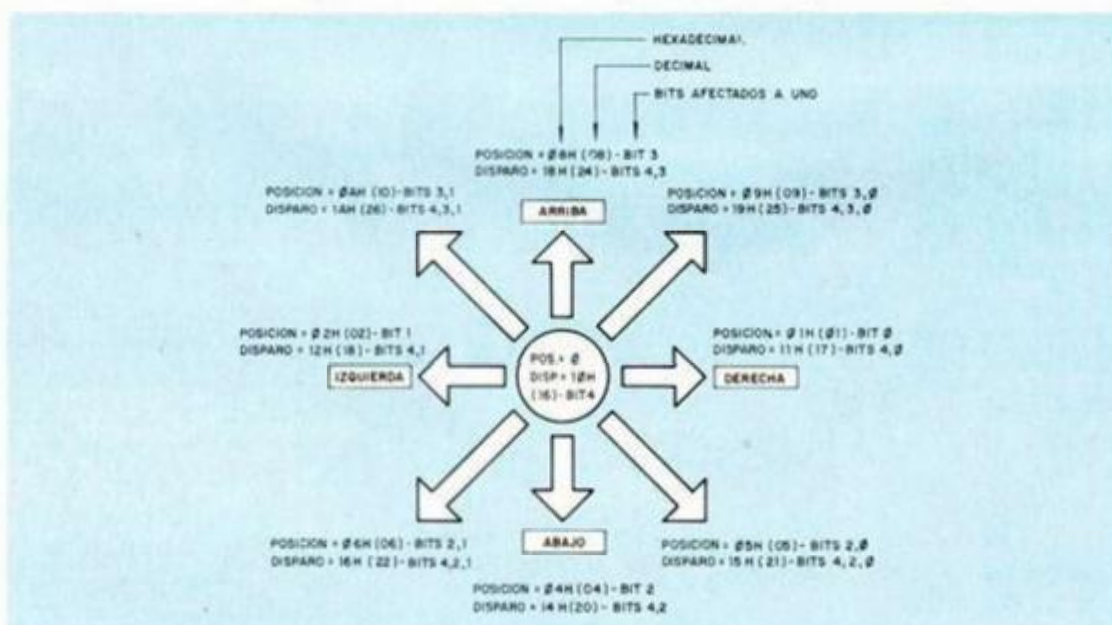 HEXADECIMAL
DECIMAL
BITS AFECTADOS A UNO
POSICION = Ø8H (08) - BIT 3
DISPARO = 18H (24) - BITS 4,3
POSICION = ØAH (10) - BITS 3,1
DISPARO = 1AH (26) - BITS 4,3,1
ARRIBA
POSICION = Ø9H (09) - BITS 3,Ø
DISPARO = 19H (25) - BITS 4,3,Ø
POSICION = Ø2H (02) - BIT 1
DISPARO = 12H (18) - BITS 4,1
IZQUIERDA
POS. = Ø
DISP = 1ØH
(16) - BIT 4
POSICION = Ø1H (Ø1) - BIT Ø
DISPARO = 11H (17) - BITS 4,Ø
DERECHA
POSICION = Ø6H (06) - BITS 2,1
DISPARO = 16H (22) - BITS 4,2,1
ABAJO
POSICION = Ø5H (05) - BITS 2,Ø
DISPARO = 15H (21) - BITS 4,2,Ø
POSICION = Ø4H (04) - BIT 2
DISPARO = 14H (20) - BITS 4,2